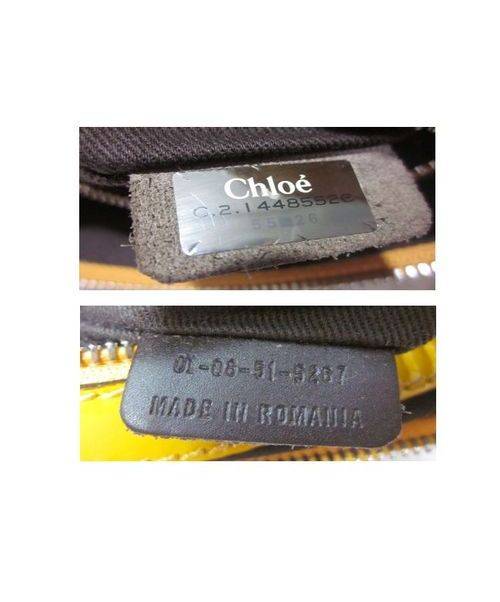 Chloé
C.2.14485526
01-08-51-5267
MADE IN ROMANIA